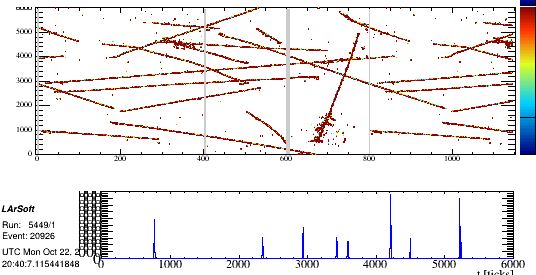 6000
5000
4000
3000
2000
1000
0
0 200 400 600 800 1000
LArSoft
Run: 5449/1
Event: 20926
UTC Mon Oct 22, 2
20:40:7.115441848
0 1000 2000 3000 4000 5000 6000
t [ticks]